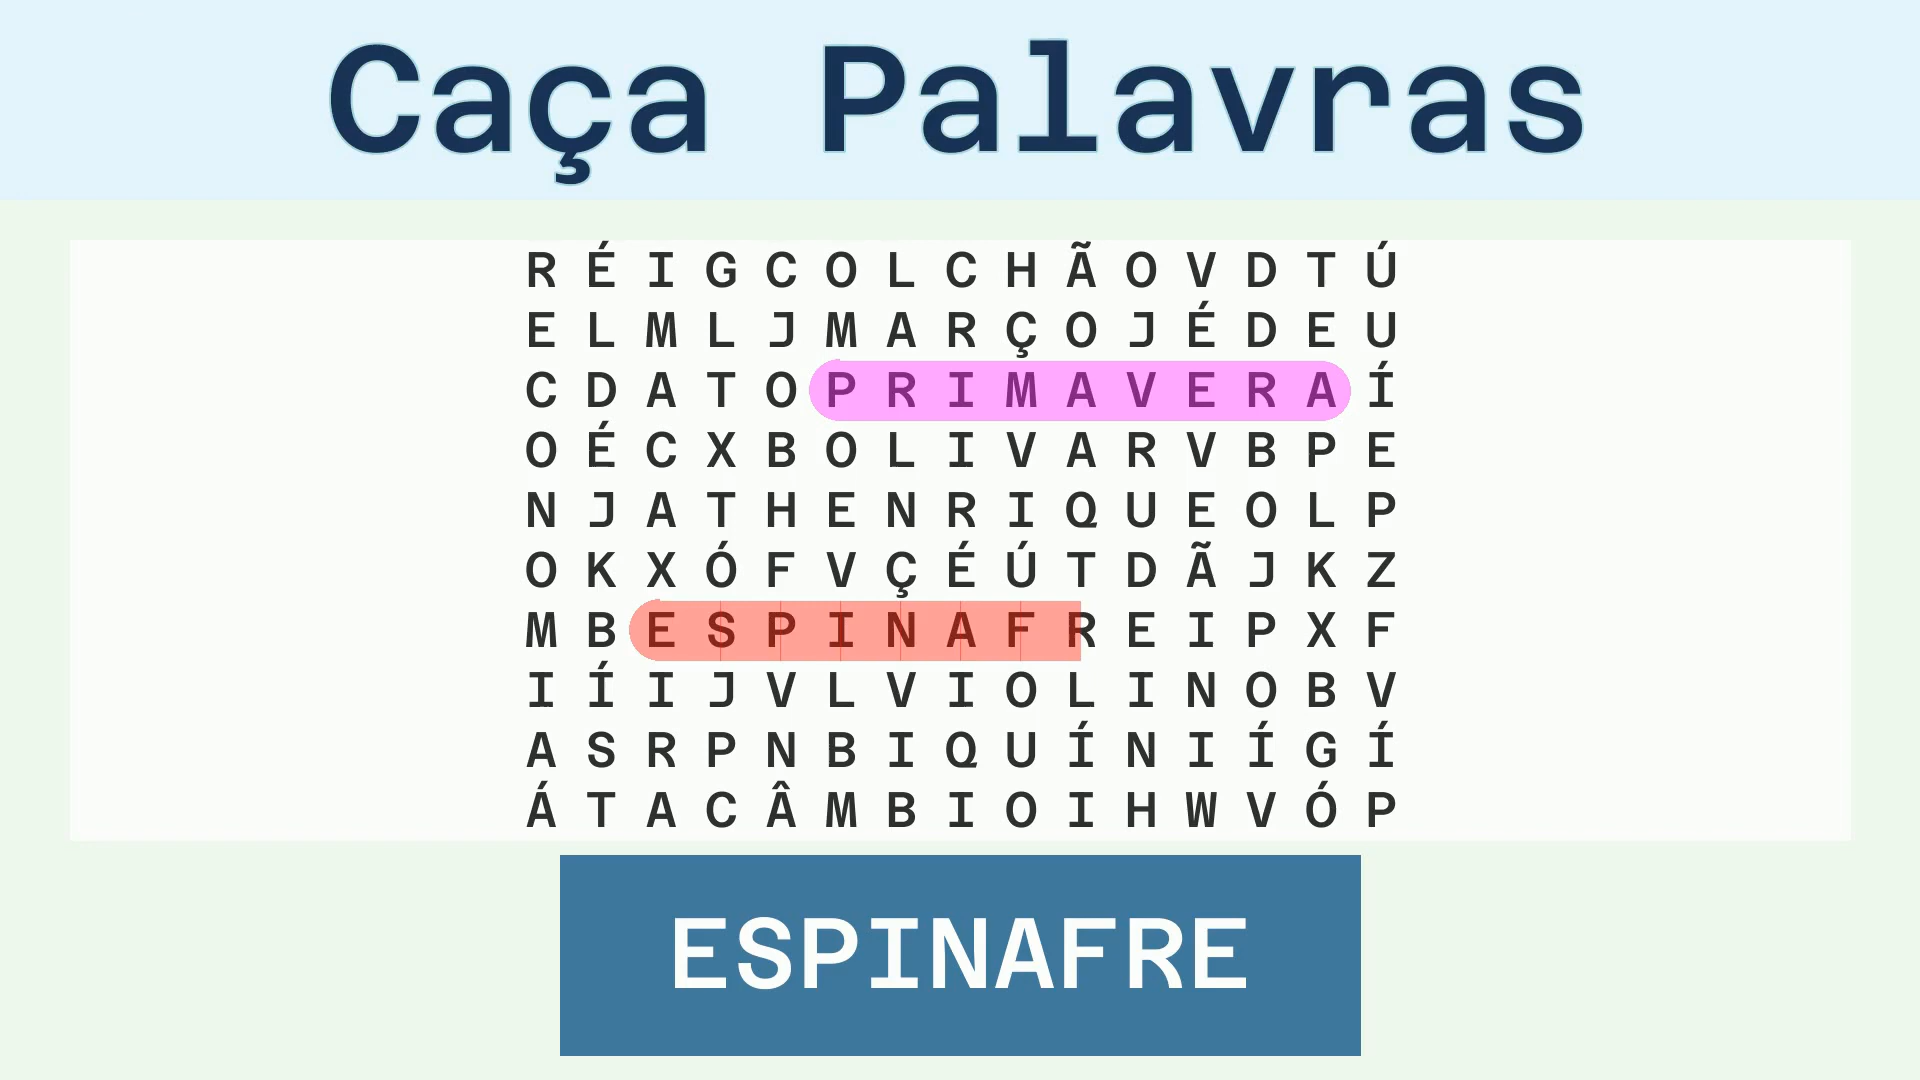 Caça Palavras
R É I G C O L C H Ã O V D T Ú
E L M L J M A R Ç O J É D E U
C D A T O P R I M A V E R A Í
O É C X B O L I V A R V B P E
N J A T H E N R I Q U E O L P
O K X Ó F V Ç É Ú T D Ã J K Z
M B E S P I N A F R E I P X F
I Í I J V L V I O L I N O B V
A S R P N B I Q U Í N I Í G Í
Á T A C Â M B I O I H W V Ó P
ESPINAFRE